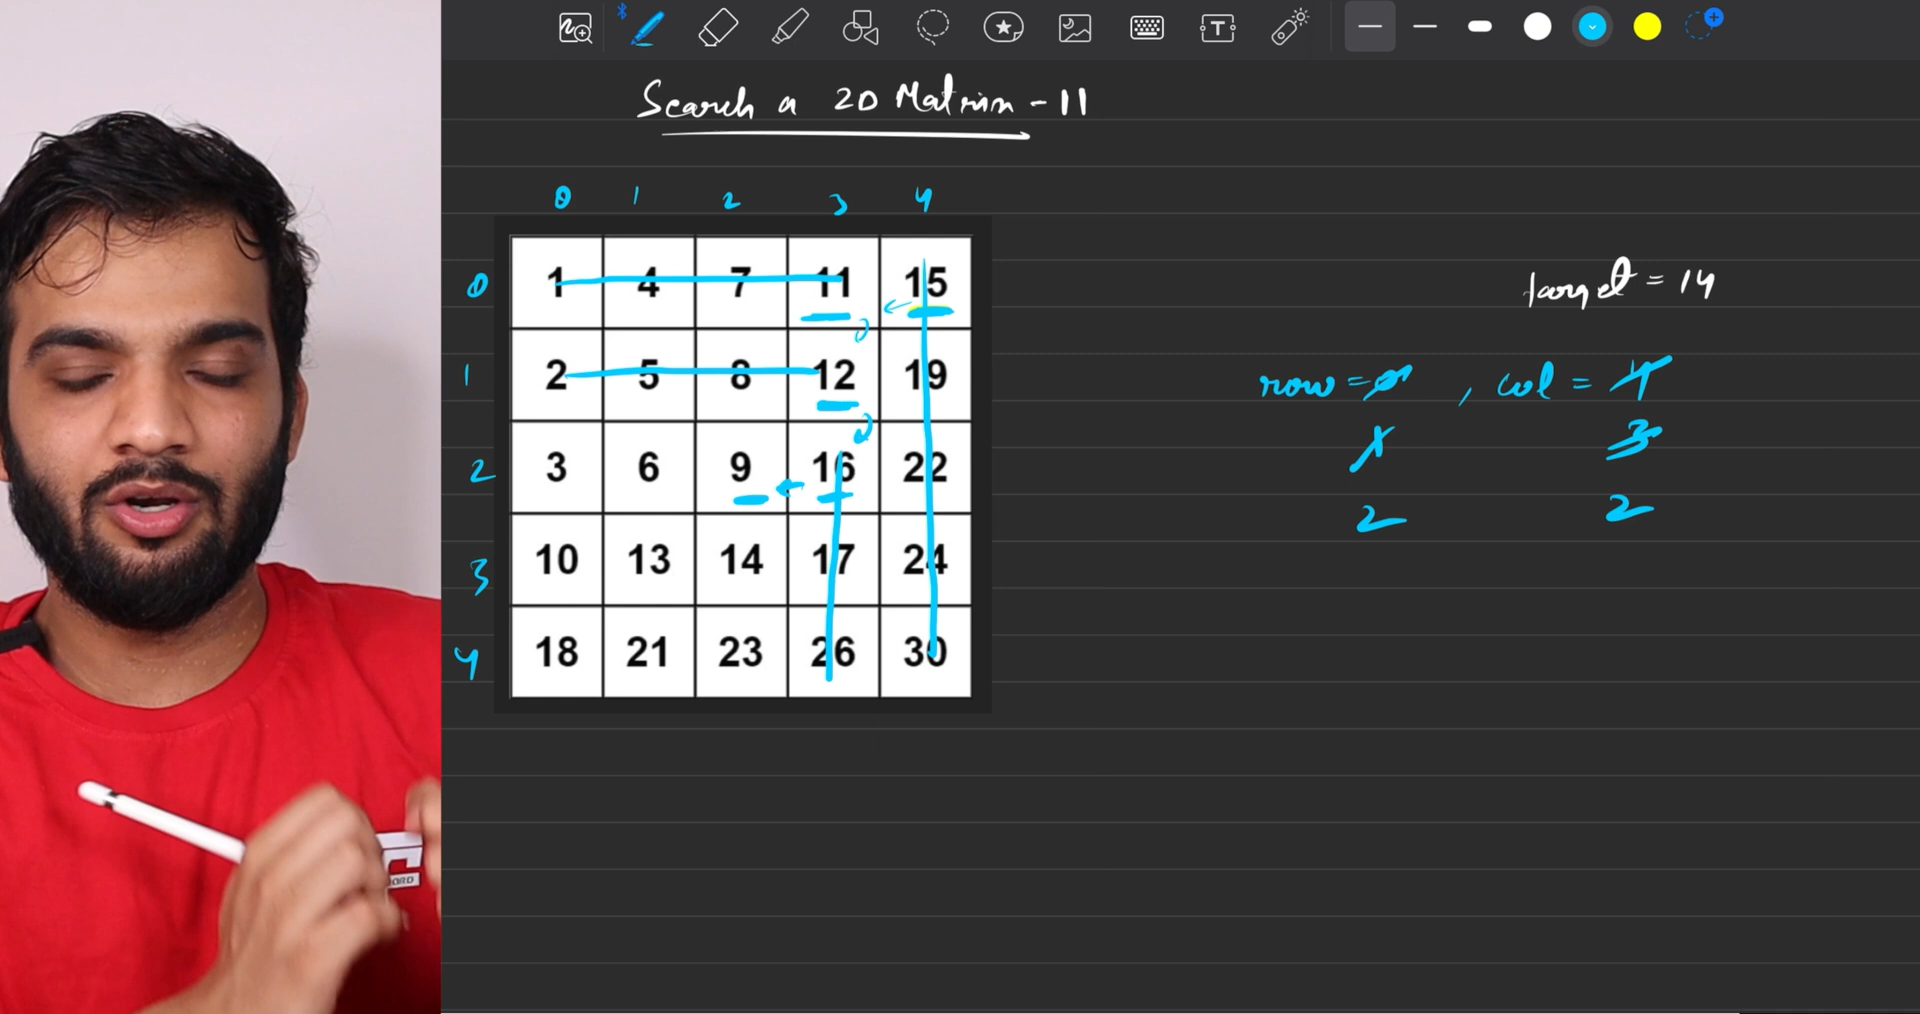 Search a 2D Matrix - II
0 1 2 3 4
0 1 4 7 11 15
1 2 5 8 12 19
2 3 6 9 16 22
3 10 13 14 17 24
4 18 21 23 26 30
target = 14
row = 0 , col = 4
1 3
2 2